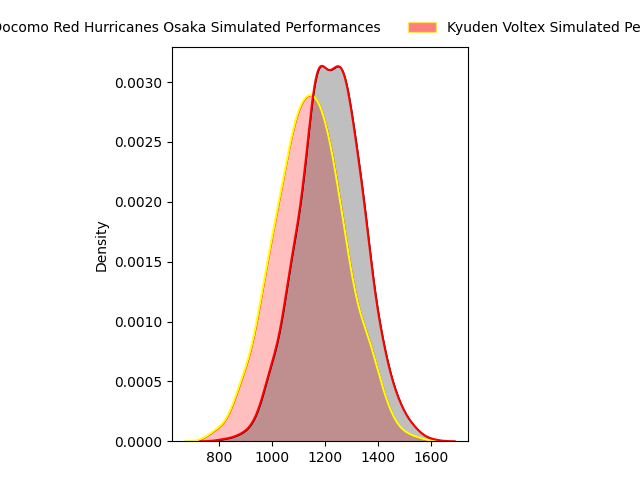 Docomo Red Hurricanes Osaka Simulated Performances Kyuden Voltex Simulated Pe
0.0030
0.0025
0.0020
0.0015
0.0010
0.0005
0.0000
Density
800 1000 1200 1400 1600